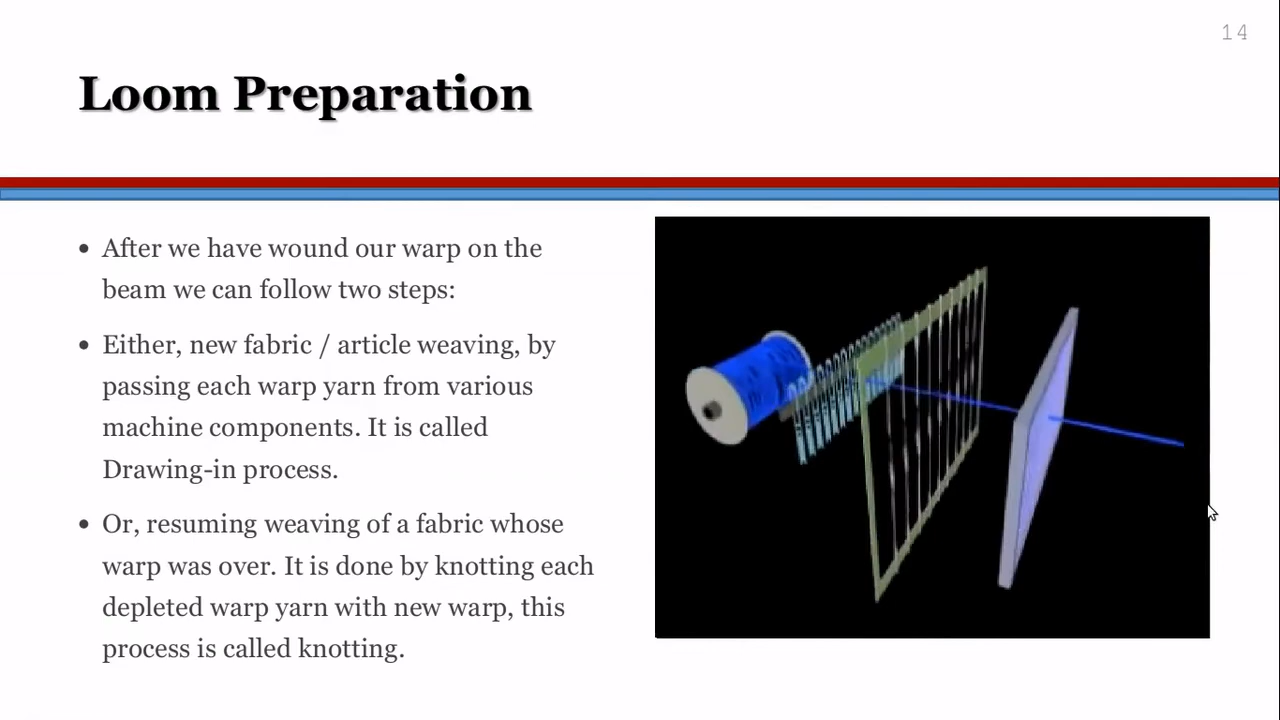 14
Loom Preparation
• After we have wound our warp on the
beam we can follow two steps:
• Either, new fabric / article weaving, by
passing each warp yarn from various
machine components. It is called
Drawing-in process.
• Or, resuming weaving of a fabric whose
warp was over. It is done by knotting each
depleted warp yarn with new warp, this
process is called knotting.